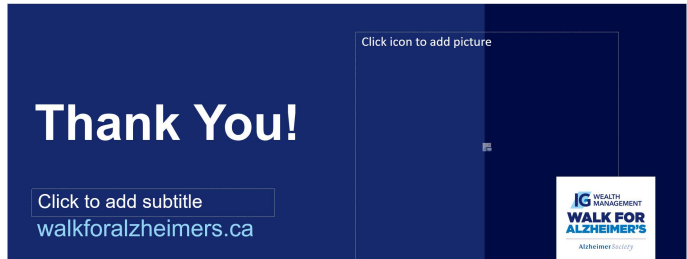 Click icon to add picture
Thank You!
Click to add subtitle
walkforalzheimers.ca
IG WEALTH
MANAGEMENT
WALK FOR
ALZHEIMER'S
Alzheimer Society